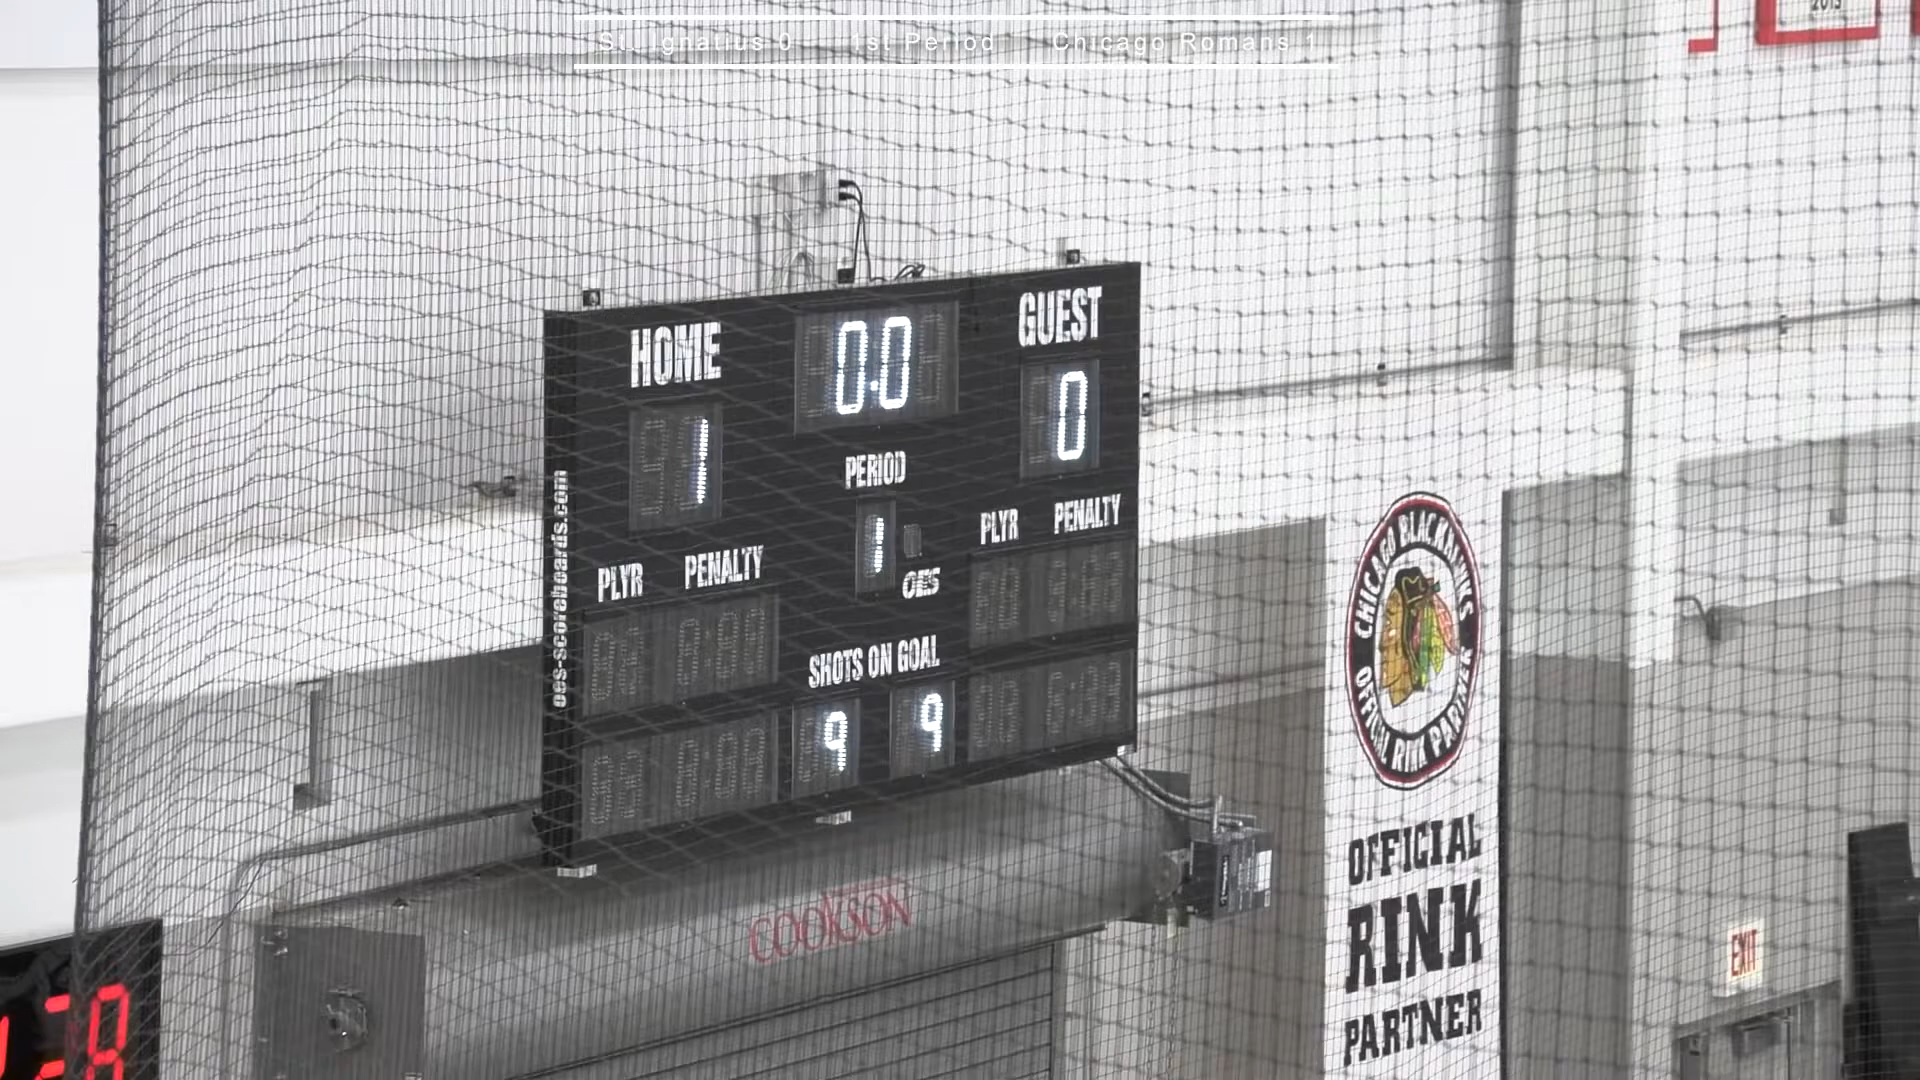 St. Ignatius 0 1st Period Chicago Romans 1
2015
HOME
0.0
GUEST
1
0
PERIOD
1
PLYR PENALTY
PLYR PENALTY
OES
oes-scoreboards.com
SHOTS ON GOAL
9 9
COOKSON
CHICAGO BLACKHAWKS
OFFICIAL RINK PARTNER
OFFICIAL
RINK
PARTNER
EXIT